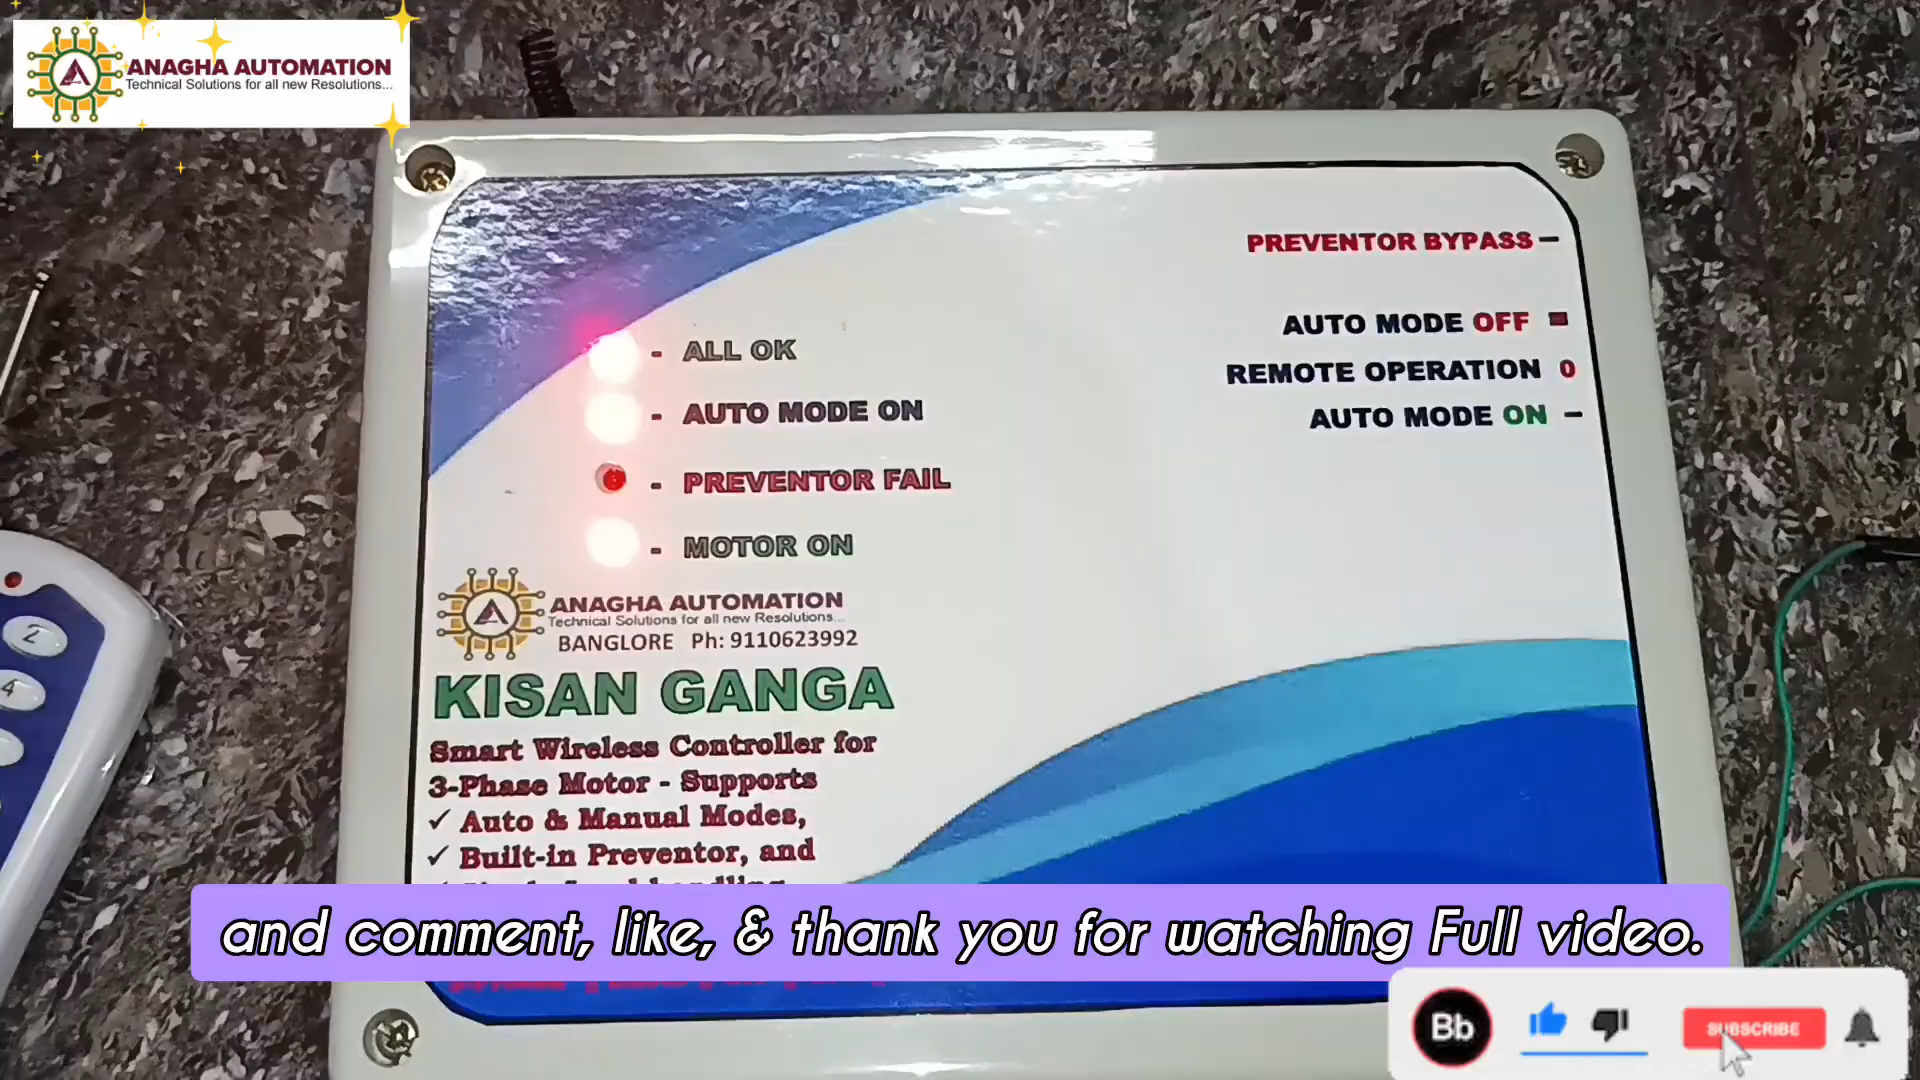 ANAGHA AUTOMATION
Technical Solutions for all new Resolutions...
PREVENTOR BYPASS –
AUTO MODE OFF
REMOTE OPERATION 0
AUTO MODE ON –
- ALL OK
- AUTO MODE ON
- PREVENTOR FAIL
- MOTOR ON
ANAGHA AUTOMATION
Technical Solutions for all new Resolutions...
BANGLORE Ph: 9110623992
KISAN GANGA
Smart Wireless Controller for
3-Phase Motor - Supports
✓ Auto & Manual Modes,
✓ Built-in Preventor, and
2
4
and comment, like, & thank you for watching Full video.
Bb
SUBSCRIBE